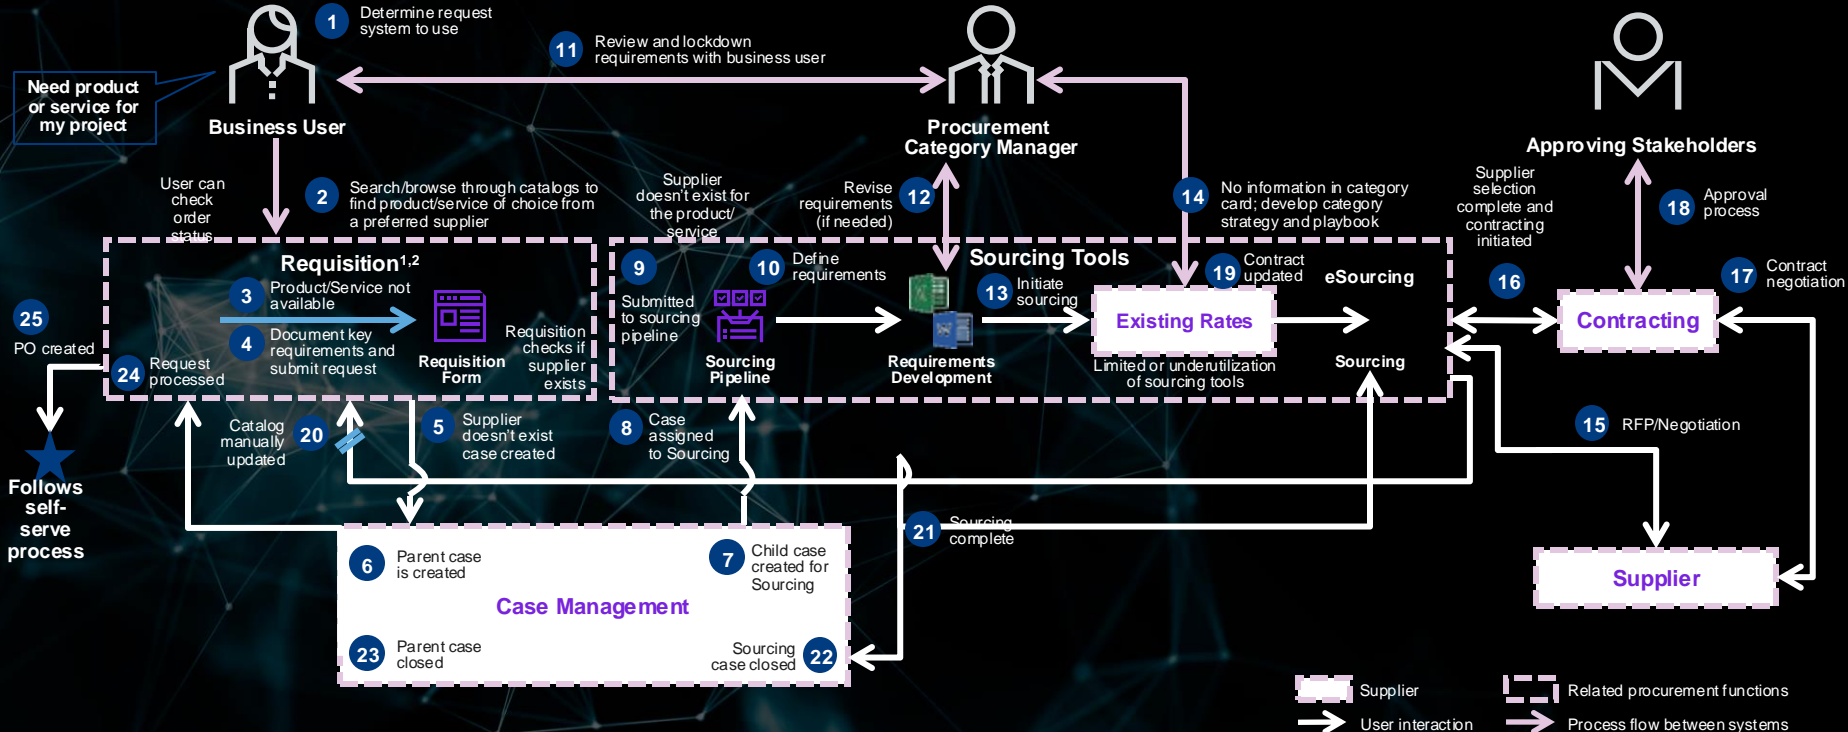 1
Determine request
system to use
11
Review and lockdown
requirements with business user
Need product
or service for
my project
Business User
Procurement
Category Manager
Approving Stakeholders
User can
check
order
status
2
Search/browse through catalogs to
find product/service of choice from
a preferred supplier
Supplier
doesn't exist for
the product/
service
Revise
requirements
(if needed)
12
14
No information in category
card; develop category
strategy and playbook
Supplier
selection
complete and
contracting
initiated
18
Approval
process
Requisition1,2
3
Product/Service not
available
4
Document key
requirements and
submit request
Requisition
Form
Requisition
checks if
supplier
exists
9
Submitted
to sourcing
pipeline
10
Define
requirements
Sourcing
Pipeline
Sourcing Tools
Requirements
Development
13
Initiate
sourcing
19
Contract
updated
eSourcing
Existing Rates
Limited or underutilization
of sourcing tools
Sourcing
16
17
Contract
negotiation
Contracting
25
PO created
24
Request
processed
Follows
self-
serve
process
Catalog
manually
updated
20
5
Supplier
doesn't exist
case created
8
Case
assigned
to Sourcing
15
RFP/Negotiation
21
Sourcing
complete
6
Parent case
is created
7
Child case
created for
Sourcing
Case Management
23
Parent case
closed
Sourcing
case closed
22
Supplier
Supplier
Related procurement functions
User interaction
Process flow between systems